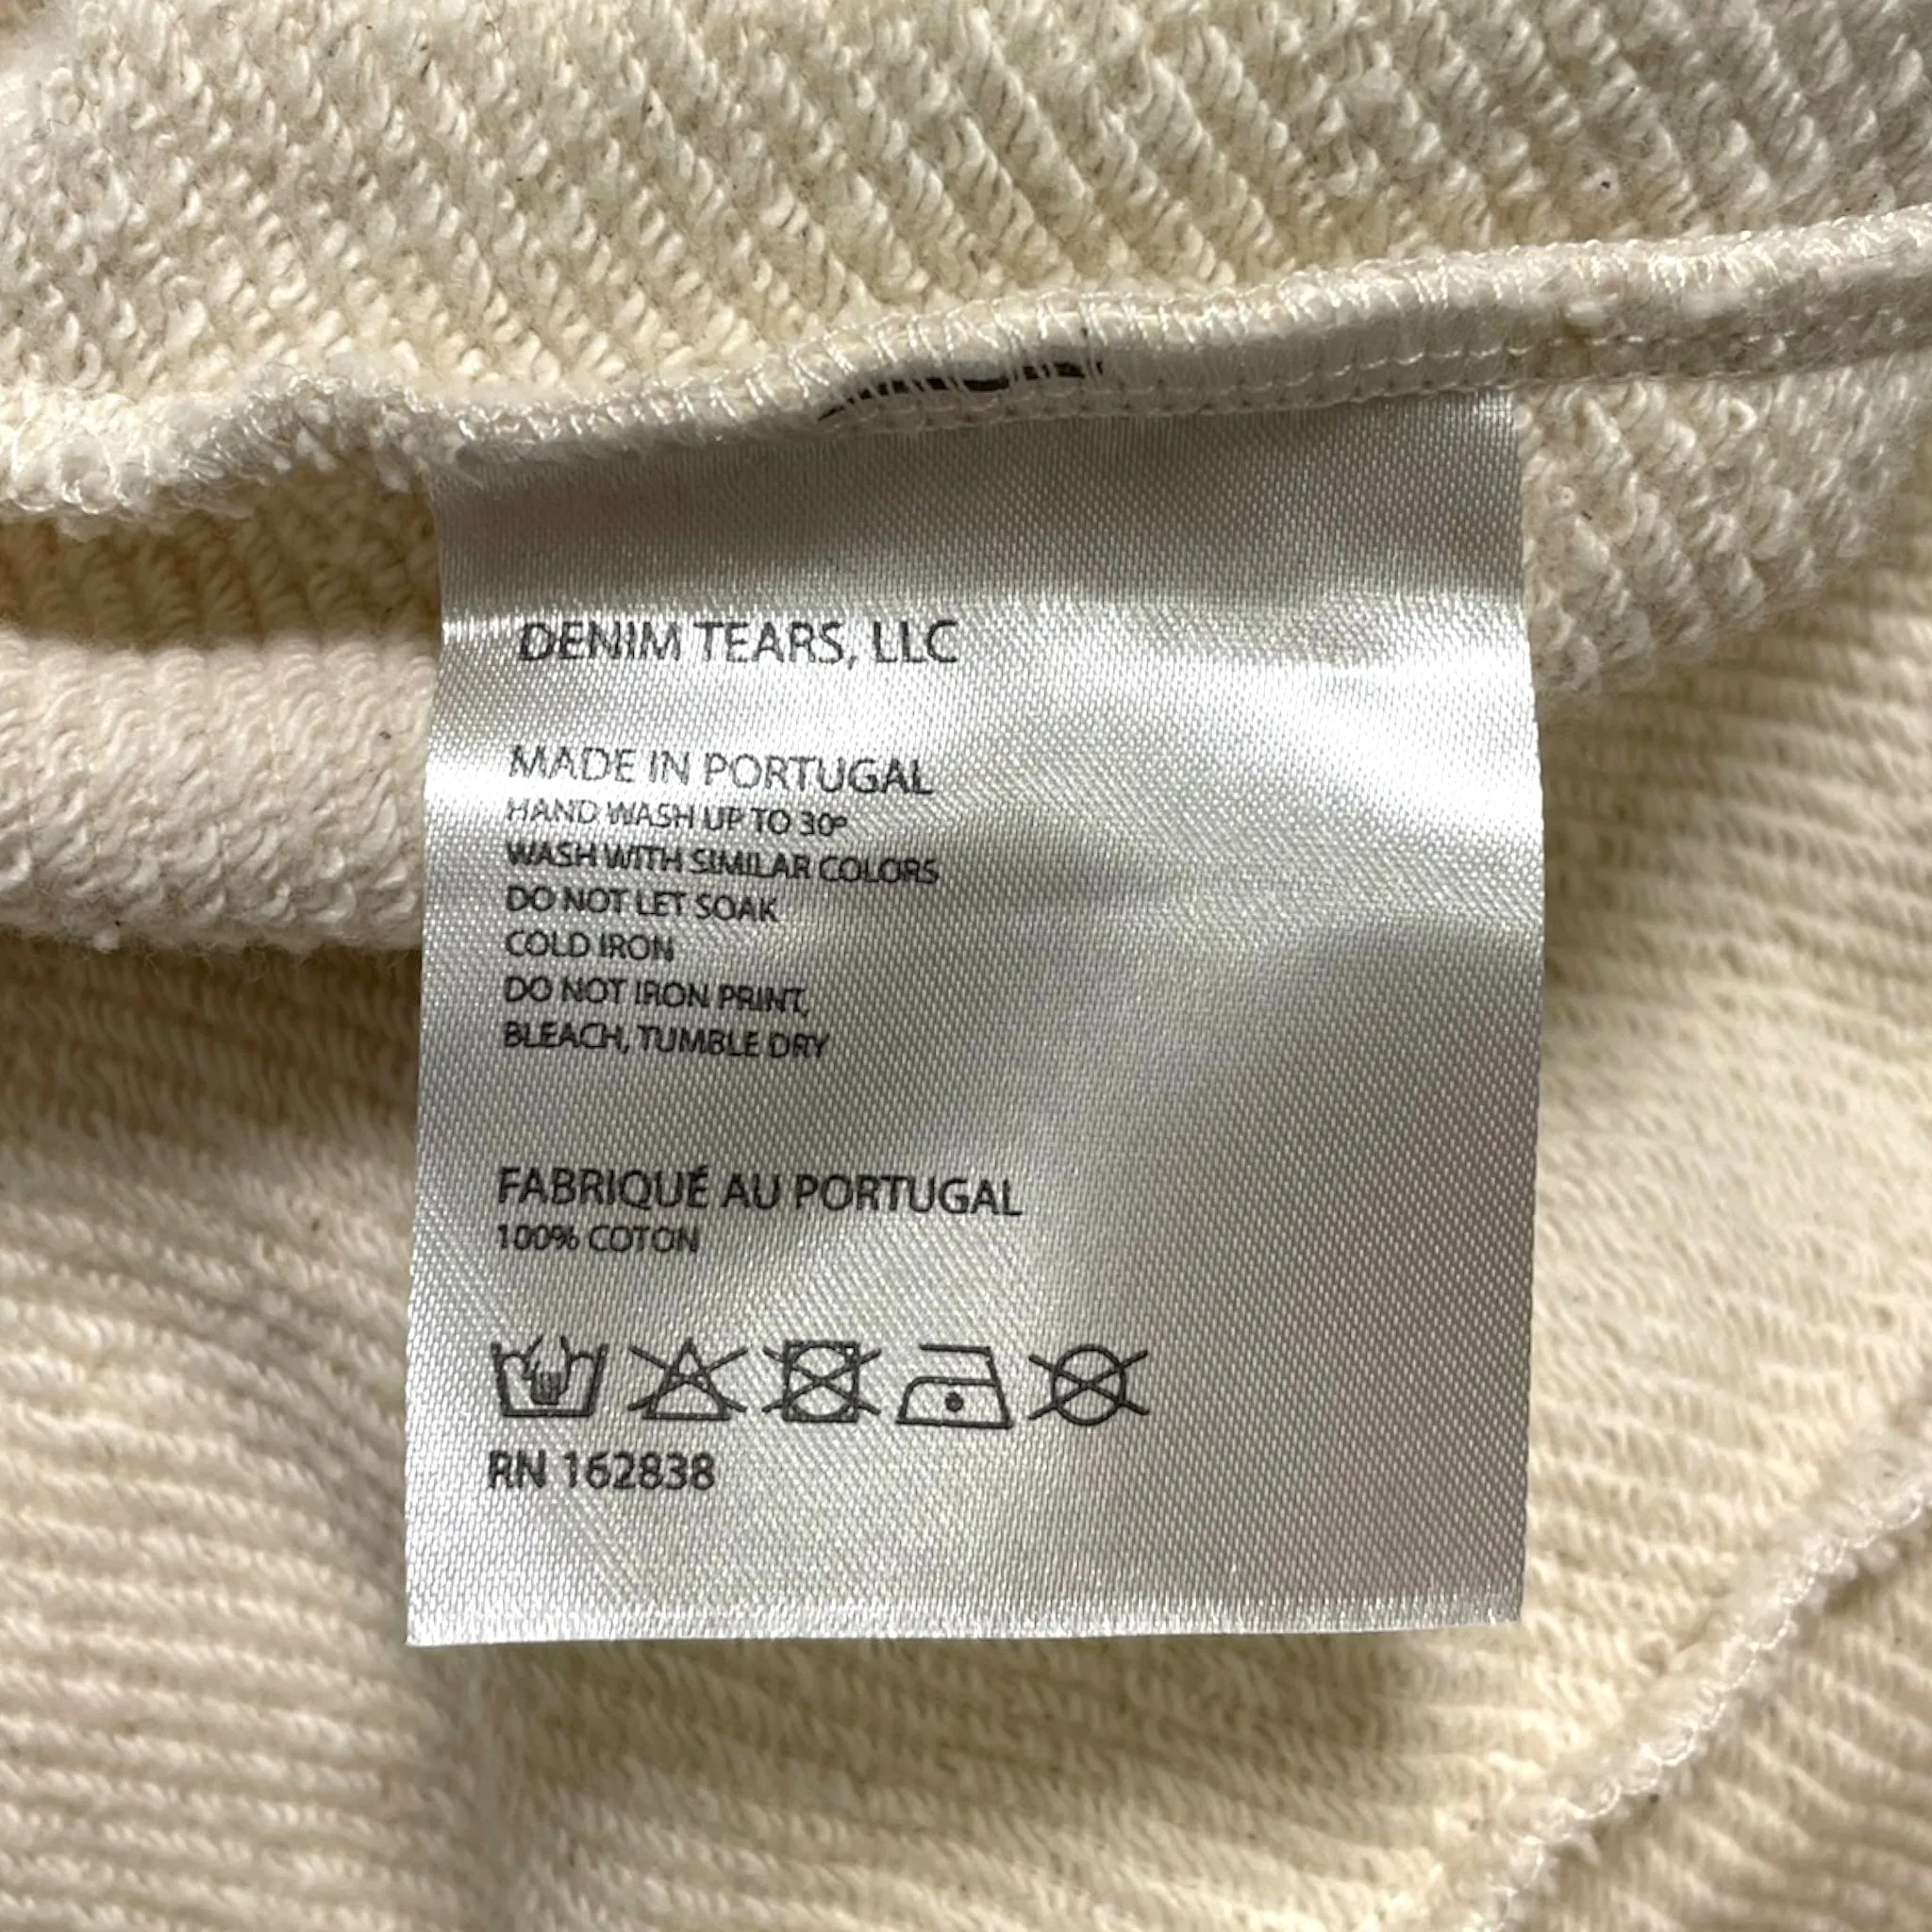 DENIM TEARS, LLC
MADE IN PORTUGAL
HAND WASH UP TO 30º
WASH WITH SIMILAR COLORS
DO NOT LET SOAK
COLD IRON
DO NOT IRON PRINT,
BLEACH, TUMBLE DRY
FABRIQUÉ AU PORTUGAL
100% COTON
RN 162838